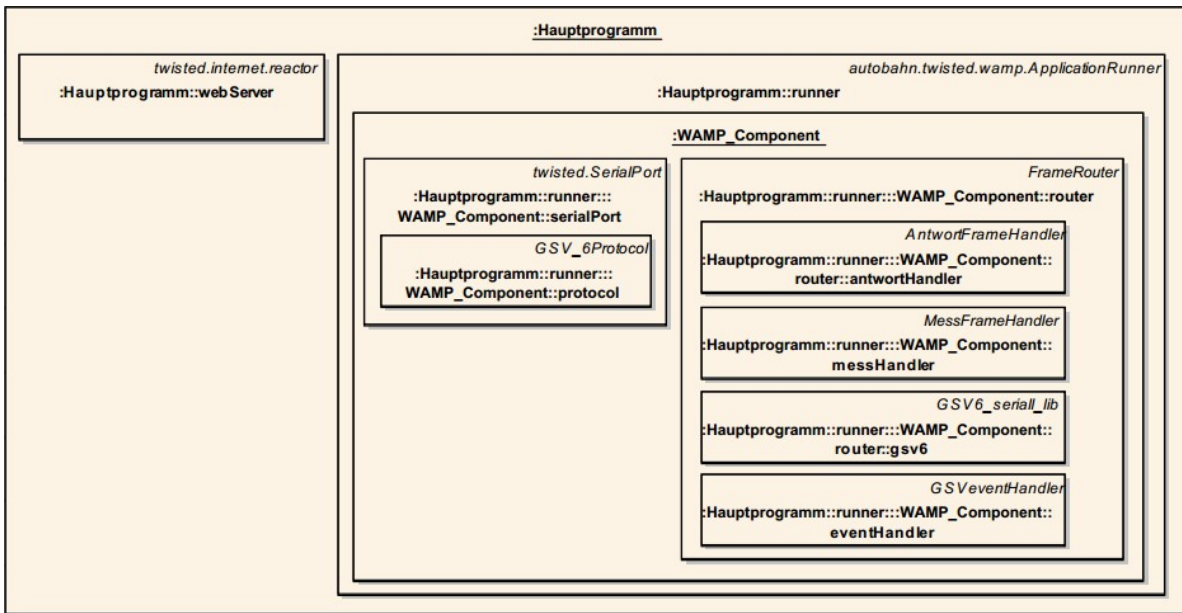 :Hauptprogramm
twisted.internet.reactor
:Hauptprogramm::webServer
autobahn.twisted.wamp.ApplicationRunner
:Hauptprogramm::runner
:WAMP_Component
twisted.SerialPort
:Hauptprogramm::runner:::
WAMP_Component::serialPort
GSV_6Protocol
:Hauptprogramm::runner:::
WAMP_Component::protocol
FrameRouter
:Hauptprogramm::runner:::WAMP_Component::router
AntwortFrameHandler
:Hauptprogramm::runner:::WAMP_Component::
router::antwortHandler
MessFrameHandler
:Hauptprogramm::runner:::WAMP_Component::
messHandler
GSV6_seriall_lib
:Hauptprogramm::runner:::WAMP_Component::
router::gsv6
GSVeventHandler
:Hauptprogramm::runner:::WAMP_Component::
eventHandler